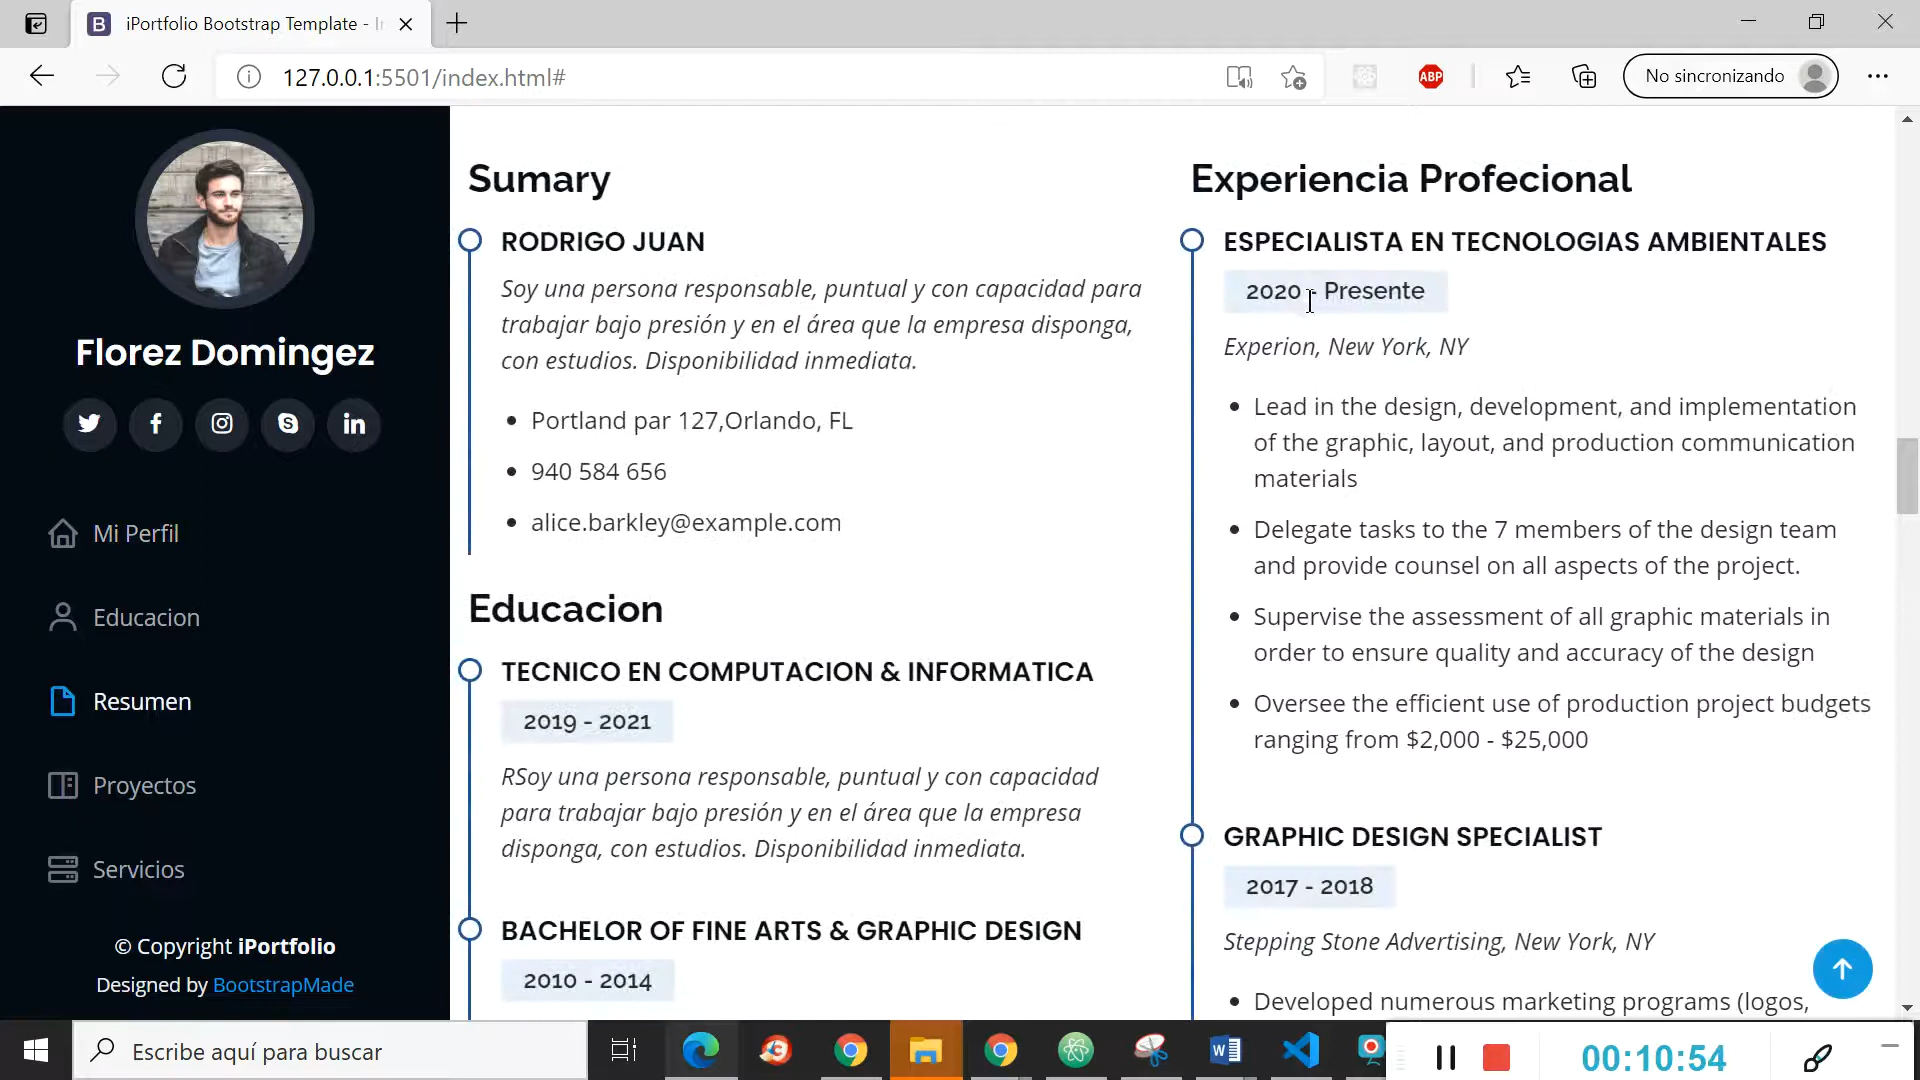 iPortfolio Bootstrap Template - I
127.0.0.1:5501/index.html#
ABP
No sincronizando
Florez Domingez
Mi Perfil
Educacion
Resumen
Proyectos
Servicios
© Copyright iPortfolio
Designed by BootstrapMade
Sumary
RODRIGO JUAN
Soy una persona responsable, puntual y con capacidad para
trabajar bajo presión y en el área que la empresa disponga,
con estudios. Disponibilidad inmediata.
Portland par 127,Orlando, FL
940 584 656
alice.barkley@example.com
Educacion
TECNICO EN COMPUTACION & INFORMATICA
2019 - 2021
RSoy una persona responsable, puntual y con capacidad
para trabajar bajo presión y en el área que la empresa
disponga, con estudios. Disponibilidad inmediata.
BACHELOR OF FINE ARTS & GRAPHIC DESIGN
2010 - 2014
Experiencia Profecional
ESPECIALISTA EN TECNOLOGIAS AMBIENTALES
2020 - Presente
Experion, New York, NY
Lead in the design, development, and implementation
of the graphic, layout, and production communication
materials
Delegate tasks to the 7 members of the design team
and provide counsel on all aspects of the project.
Supervise the assessment of all graphic materials in
order to ensure quality and accuracy of the design
Oversee the efficient use of production project budgets
ranging from $2,000 - $25,000
GRAPHIC DESIGN SPECIALIST
2017 - 2018
Stepping Stone Advertising, New York, NY
Developed numerous marketing programs (logos,
Escribe aquí para buscar
00:10:54